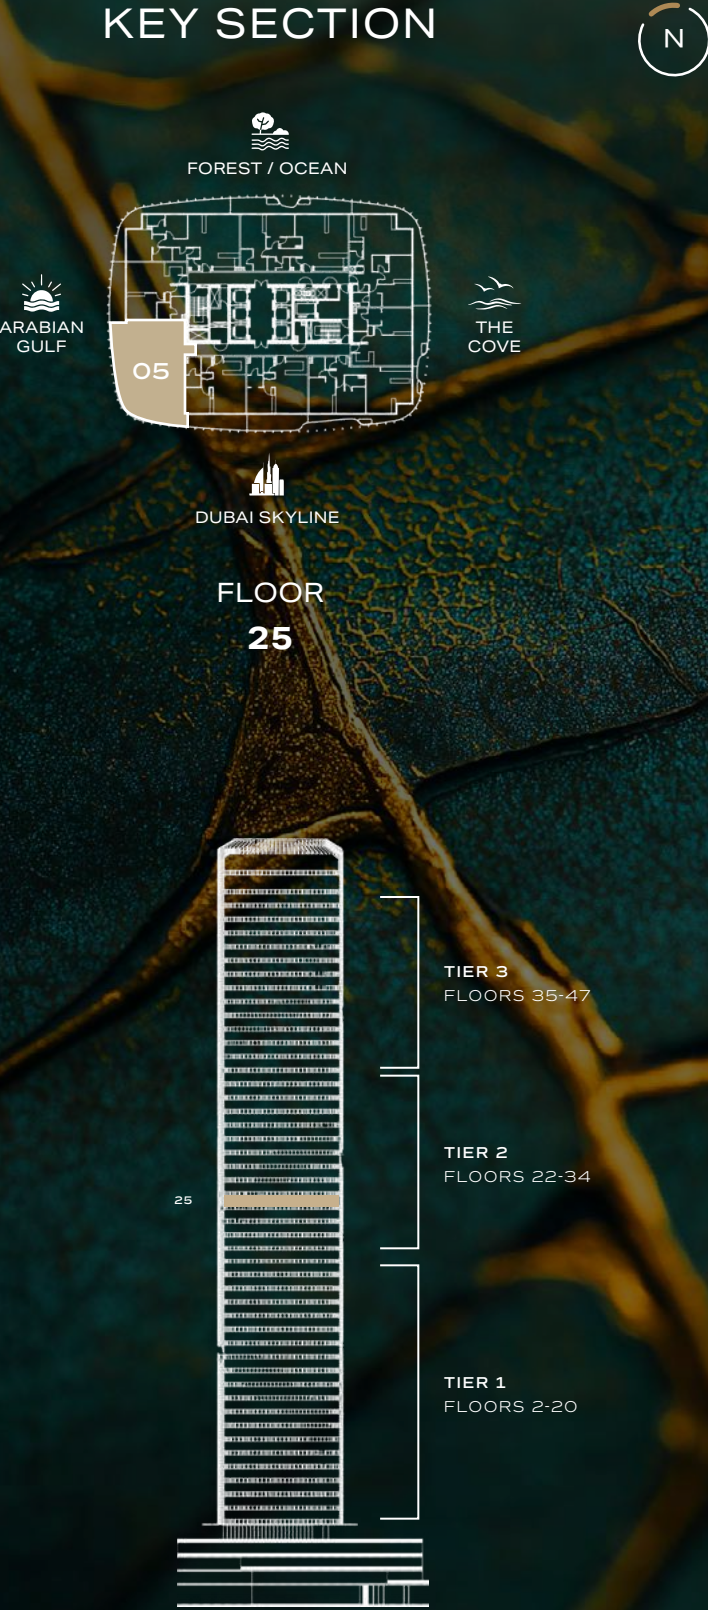 KEY SECTION
N
FOREST / OCEAN
ARABIAN
GULF
THE
COVE
05
DUBAI SKYLINE
FLOOR
25
TIER 3
FLOORS 35-47
TIER 2
FLOORS 22-34
25
TIER 1
FLOORS 2-20